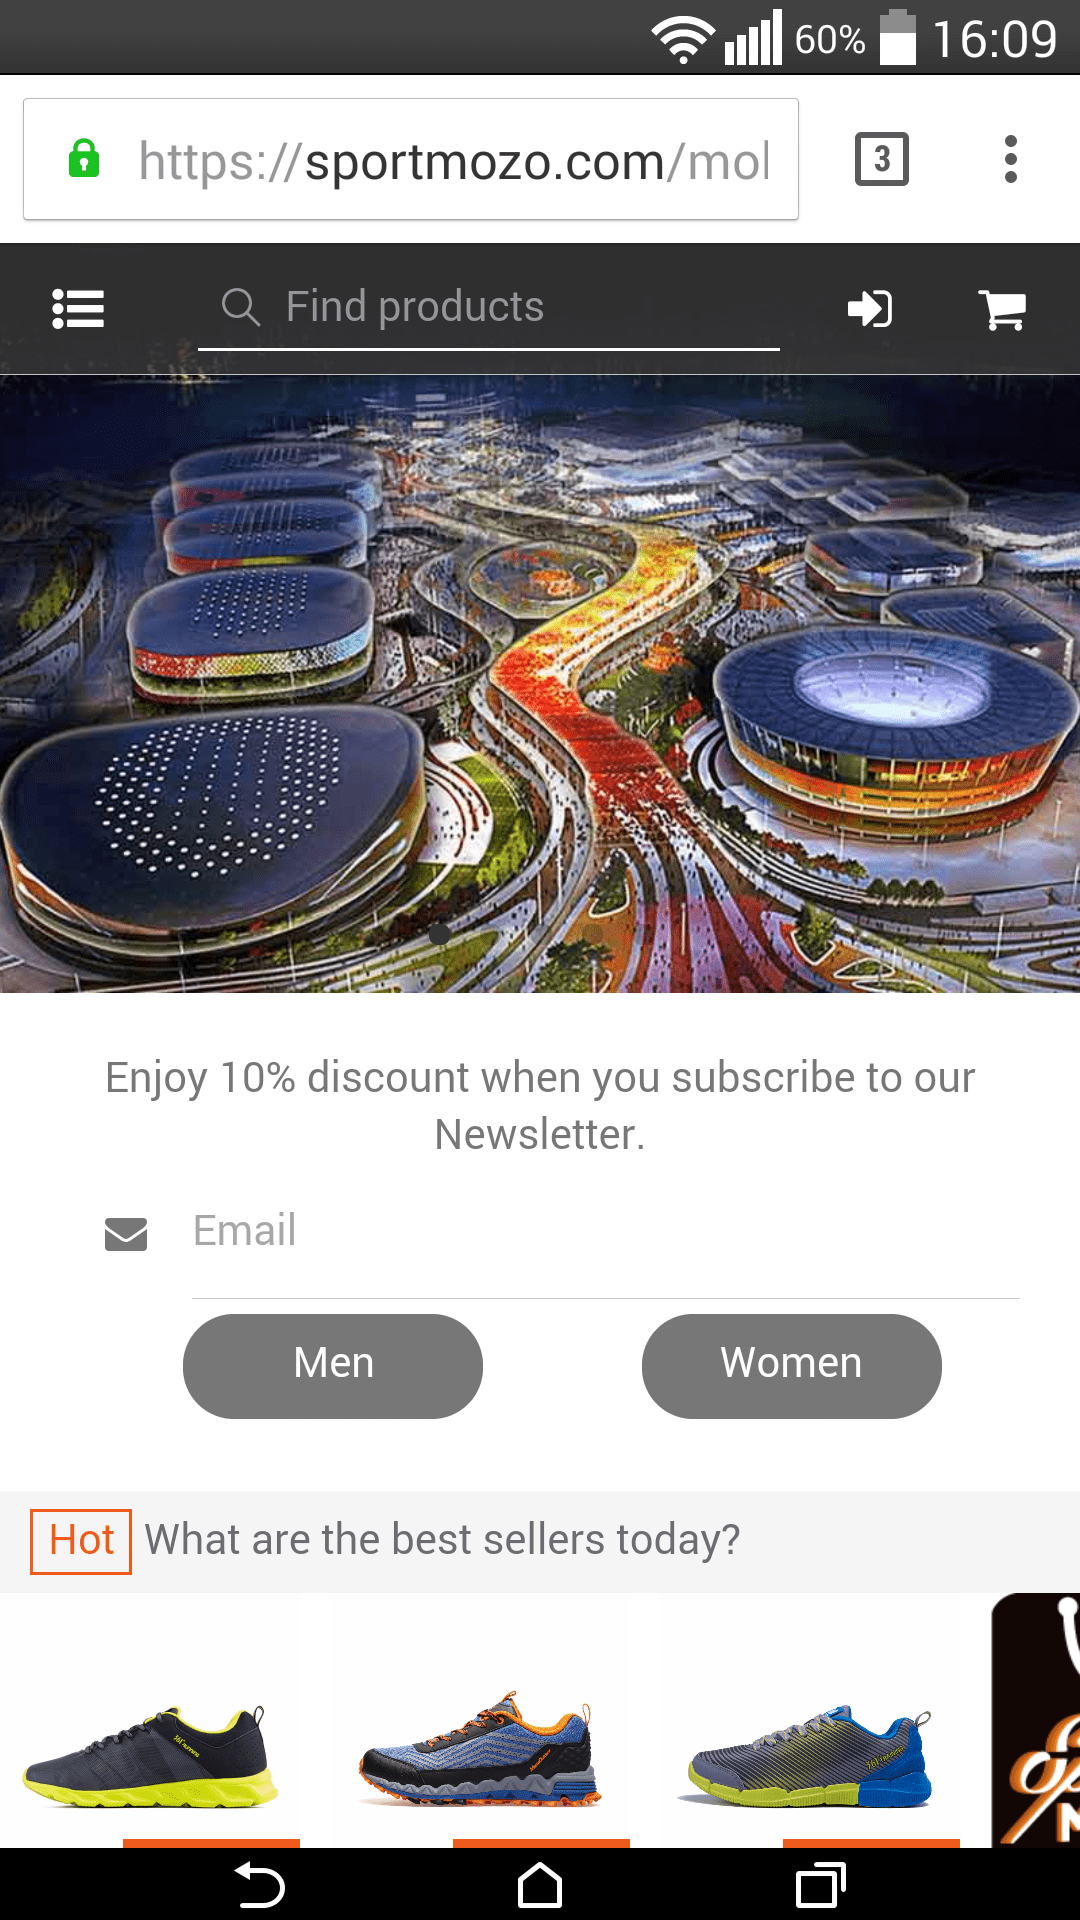 60% 16:09
https://sportmozo.com/mol
3
Find products
Enjoy 10% discount when you subscribe to our
Newsletter.
Email
Men Women
Hot What are the best sellers today?